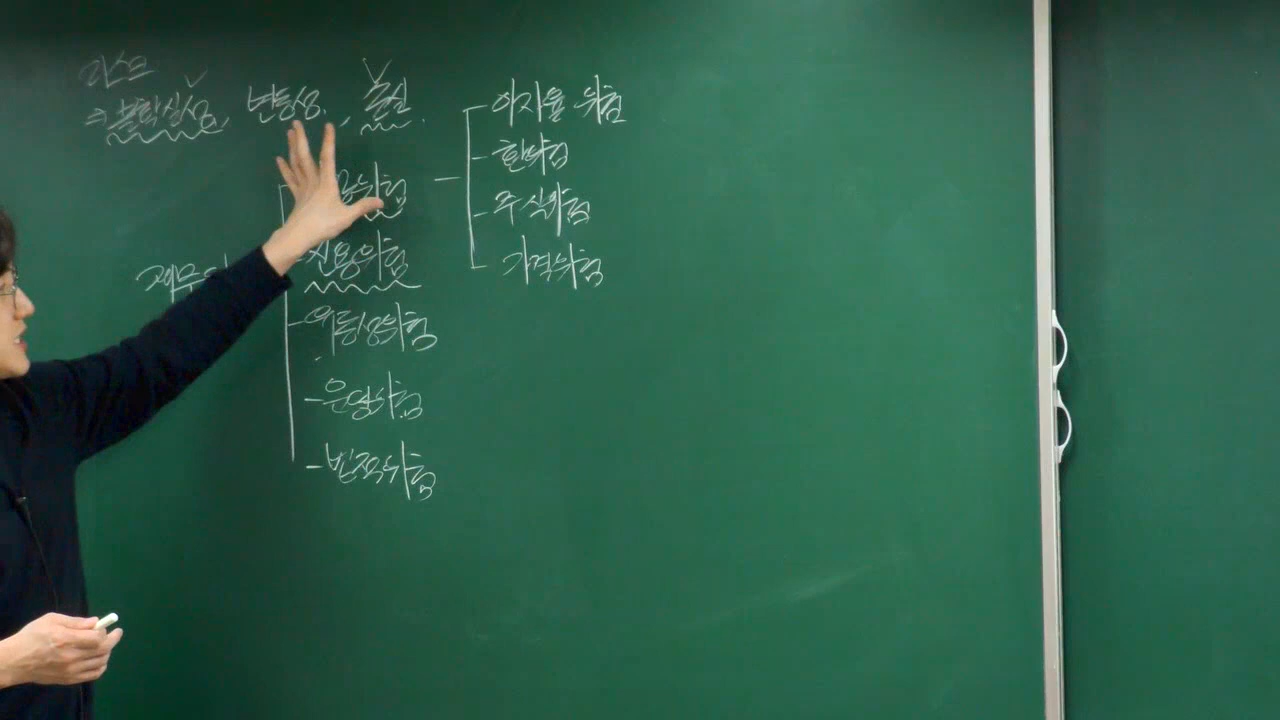 리스크
⇒ 불확실성, 변동성, 손실.
위험
신용위험
유동성위험
운영위험
법적위험
재무
이자율 위험
환위험
주식위험
가격위험